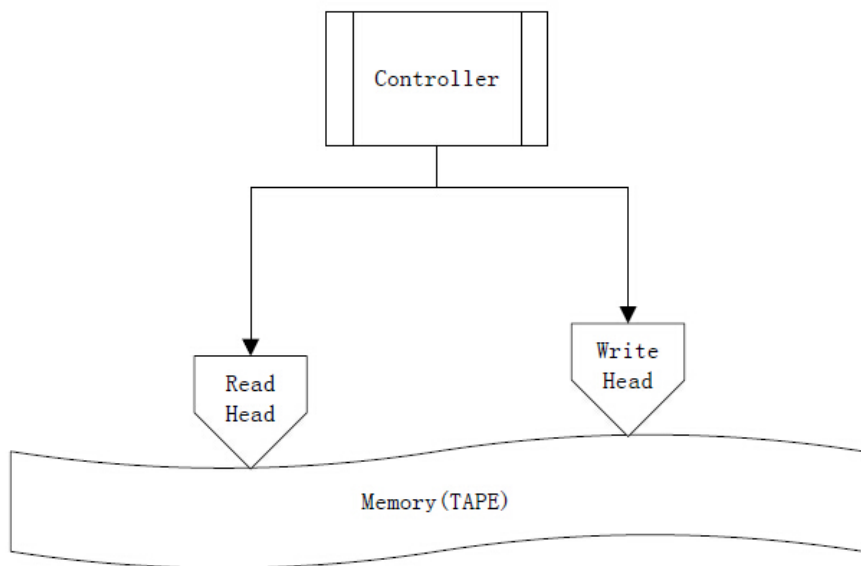 Controller
Read
Head
Write
Head
Memory(TAPE)